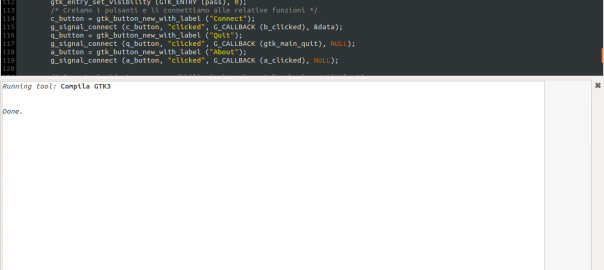 112 gtk_entry_set_visibility (GTK_ENTRY (pass), 0);
113 /* Creiamo i pulsanti e li connettiamo alle relative funzioni */
114 c_button = gtk_button_new_with_label ("Connect");
115 g_signal_connect (c_button, "clicked", G_CALLBACK (b_clicked), &data);
116 q_button = gtk_button_new_with_label ("Quit");
117 g_signal_connect (q_button, "clicked", G_CALLBACK (gtk_main_quit), NULL);
118 a_button = gtk_button_new_with_label ("About");
119 g_signal_connect (a_button, "clicked", G_CALLBACK (a_clicked), NULL);
120
Running tool: Compila GTK3
Done.